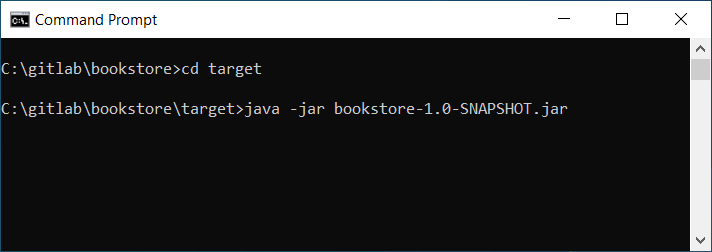 Command Prompt
C:\gitlab\bookstore>cd target
C:\gitlab\bookstore\target>java -jar bookstore-1.0-SNAPSHOT.jar